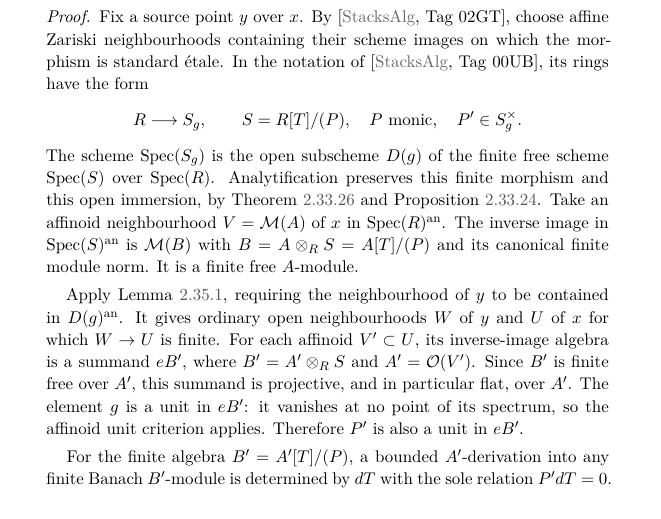 Proof. Fix a source point y over x. By [StacksAlg, Tag 02GT], choose affine
Zariski neighbourhoods containing their scheme images on which the mor-
phism is standard étale. In the notation of [StacksAlg, Tag 00UB], its rings
have the form
R ⟶ S_g, S = R[T]/(P), P monic, P′ ∈ S_g^×.
The scheme Spec(S_g) is the open subscheme D(g) of the finite free scheme
Spec(S) over Spec(R). Analytification preserves this finite morphism and
this open immersion, by Theorem 2.33.26 and Proposition 2.33.24. Take an
affinoid neighbourhood V = ℳ(A) of x in Spec(R)^an. The inverse image in
Spec(S)^an is ℳ(B) with B = A ⊗_R S = A[T]/(P) and its canonical finite
module norm. It is a finite free A-module.
Apply Lemma 2.35.1, requiring the neighbourhood of y to be contained
in D(g)^an. It gives ordinary open neighbourhoods W of y and U of x for
which W → U is finite. For each affinoid V′ ⊂ U, its inverse-image algebra
is a summand eB′, where B′ = A′ ⊗_R S and A′ = 𝒪(V′). Since B′ is finite
free over A′, this summand is projective, and in particular flat, over A′. The
element g is a unit in eB′: it vanishes at no point of its spectrum, so the
affinoid unit criterion applies. Therefore P′ is also a unit in eB′.
For the finite algebra B′ = A′[T]/(P), a bounded A′-derivation into any
finite Banach B′-module is determined by dT with the sole relation P′dT = 0.